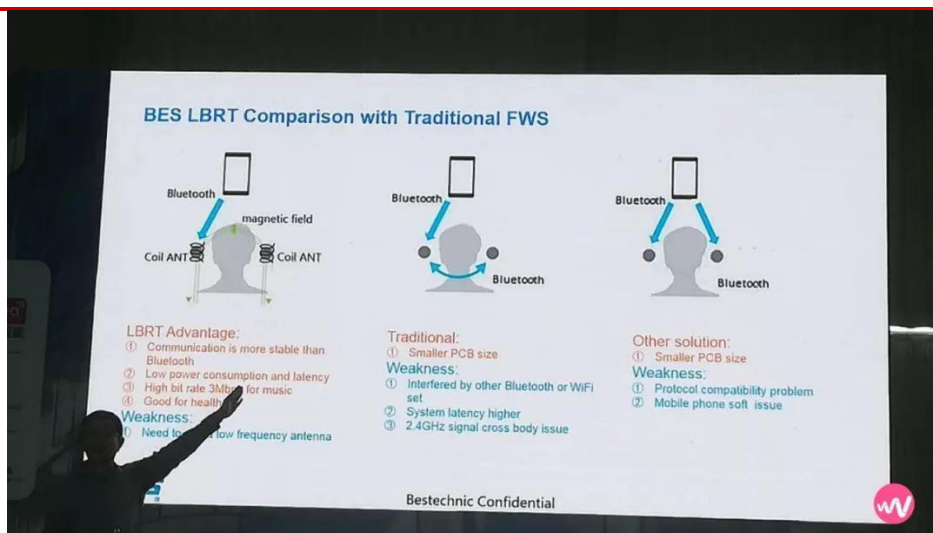 BES LBRT Comparison with Traditional FWS
Bluetooth
magnetic field
Coil ANT
Coil ANT
LBRT Advantage:
① Communication is more stable than
Bluetooth
② Low power consumption and latency
③ High bit rate 3Mbps for music
④ Good for health
Weakness:
① Need to low frequency antenna
Bluetooth
Bluetooth
Traditional:
① Smaller PCB size
Weakness:
① Interfered by other Bluetooth or WiFi
set
② System latency higher
③ 2.4GHz signal cross body issue
Bluetooth
Bluetooth
Other solution:
① Smaller PCB size
Weakness:
① Protocol compatibility problem
② Mobile phone soft issue
Bestechnic Confidential